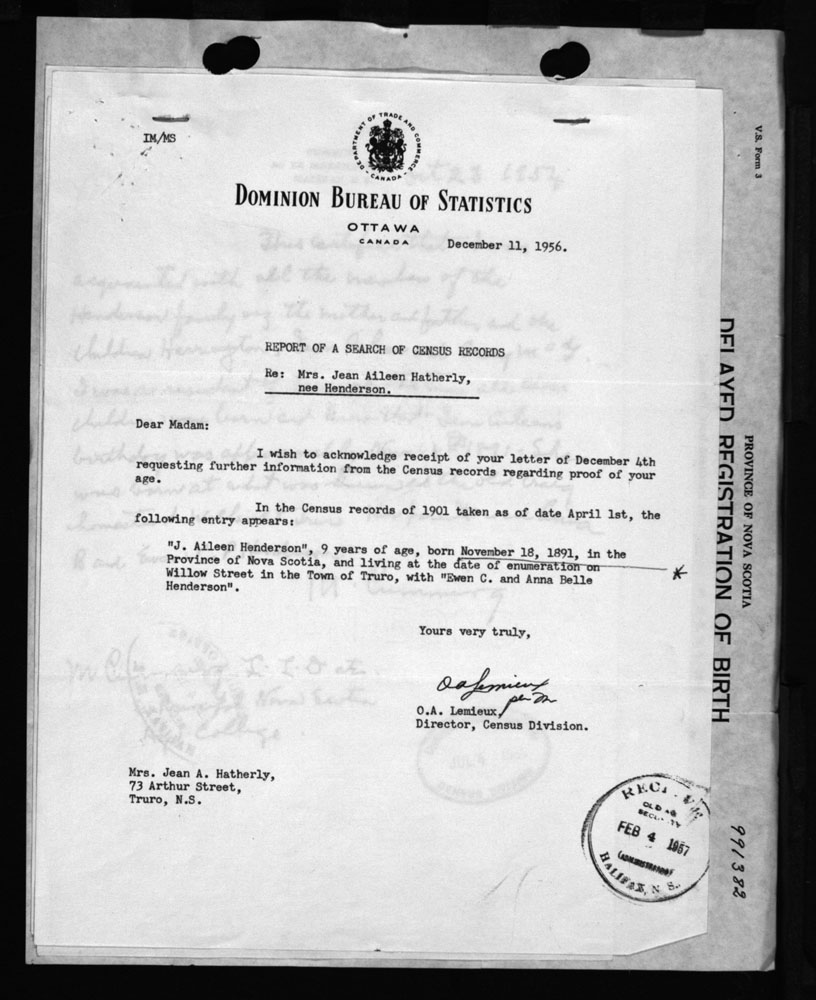 IM/MS
DEPARTMENT OF TRADE AND COMMERCE
CANADA
DOMINION BUREAU OF STATISTICS
OTTAWA
CANADA
December 11, 1956.
REPORT OF A SEARCH OF CENSUS RECORDS
Re: Mrs. Jean Aileen Hatherly,
nee Henderson.
Dear Madam:
I wish to acknowledge receipt of your letter of December 4th
requesting further information from the Census records regarding proof of your
age.
In the Census records of 1901 taken as of date April 1st, the
following entry appears:
"J. Aileen Henderson", 9 years of age, born November 18, 1891, in the
Province of Nova Scotia, and living at the date of enumeration on
Willow Street in the Town of Truro, with "Ewen C. and Anna Belle
Henderson".
Yours very truly,
OA Lemieux
per M
O.A. Lemieux,
Director, Census Division.
Mrs. Jean A. Hatherly,
73 Arthur Street,
Truro, N.S.
OLD AGE
FEB 4 1957
(ADMINISTRATION)
HALIFAX, N.S.
V.S. Form 3
PROVINCE OF NOVA SCOTIA
DELAYED REGISTRATION OF BIRTH
991382